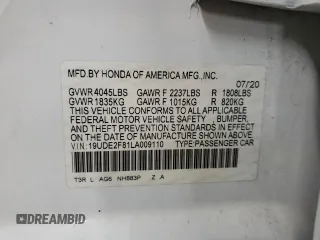 MFD BY HONDA OF AMERICA MFG., INC. 07/20
GVWR 4045LBS GAWR F 2237LBS R 1808LBS
GVWR 1835KG GAWR F 1015KG R 820KG
THIS VEHICLE CONFORMS TO ALL APPLICABLE
FEDERAL MOTOR VEHICLE SAFETY, BUMPER,
AND THEFT PREVENTION STANDARDS IN EFFECT
ON THE DATE OF MANUFACTURE SHOWN ABOVE.
VIN: 19UDE2F81LA009110 TYPE: PASSENGER CAR
T3R L AG6 NH883P Z A
DREAMBID